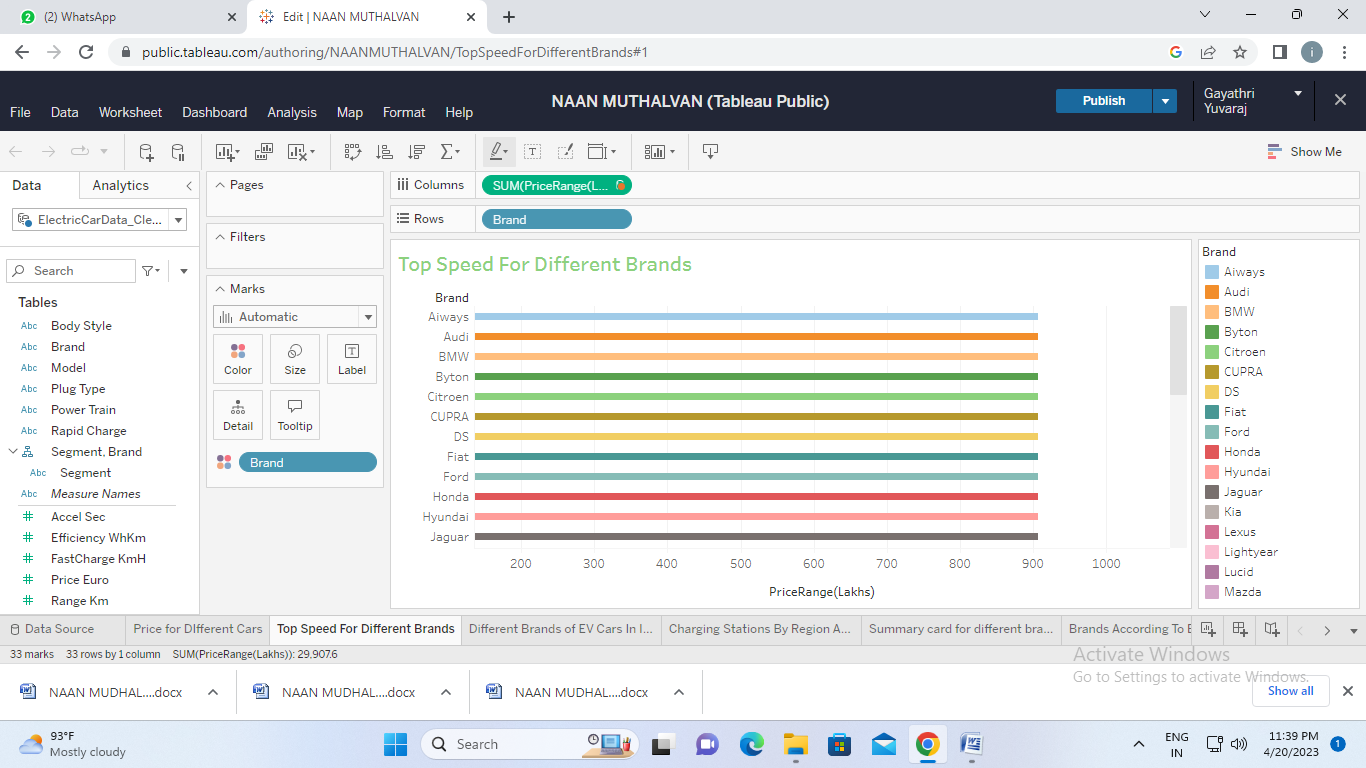 (2) WhatsApp
Edit | NAAN MUTHALVAN
public.tableau.com/authoring/NAANMUTHALVAN/TopSpeedForDifferentBrands#1
NAAN MUTHALVAN (Tableau Public)
Publish
Gayathri
Yuvaraj
File Data Worksheet Dashboard Analysis Map Format Help
Show Me
Data Analytics
Pages
Columns
SUM(PriceRange(L...
Rows
Brand
ElectricCarData_Cle...
Filters
Search
Tables
Abc Body Style
Abc Brand
Abc Model
Abc Plug Type
Abc Power Train
Abc Rapid Charge
Segment, Brand
Abc Segment
Abc Measure Names
# Accel Sec
# Efficiency WhKm
# FastCharge KmH
# Price Euro
# Range Km
Marks
Automatic
Color Size Label
Detail Tooltip
Brand
Top Speed For Different Brands
Brand
Aiways
Audi
BMW
Byton
Citroen
CUPRA
DS
Fiat
Ford
Honda
Hyundai
Jaguar
200 300 400 500 600 700 800 900 1000
PriceRange(Lakhs)
Brand
Aiways
Audi
BMW
Byton
Citroen
CUPRA
DS
Fiat
Ford
Honda
Hyundai
Jaguar
Kia
Lexus
Lightyear
Lucid
Mazda
Data Source Price for DIfferent Cars Top Speed For Different Brands Different Brands of EV Cars In I... Charging Stations By Region A... Summary card for different bra... Brands According To E
33 marks 33 rows by 1 column SUM(PriceRange(Lakhs)): 29,907.6
Activate Windows
Go to Settings to activate Windows.
NAAN MUDHAL....docx
NAAN MUDHAL....docx
NAAN MUDHAL....docx
Show all
93°F
Mostly cloudy
Search
ENG
IN
11:39 PM
4/20/2023
1